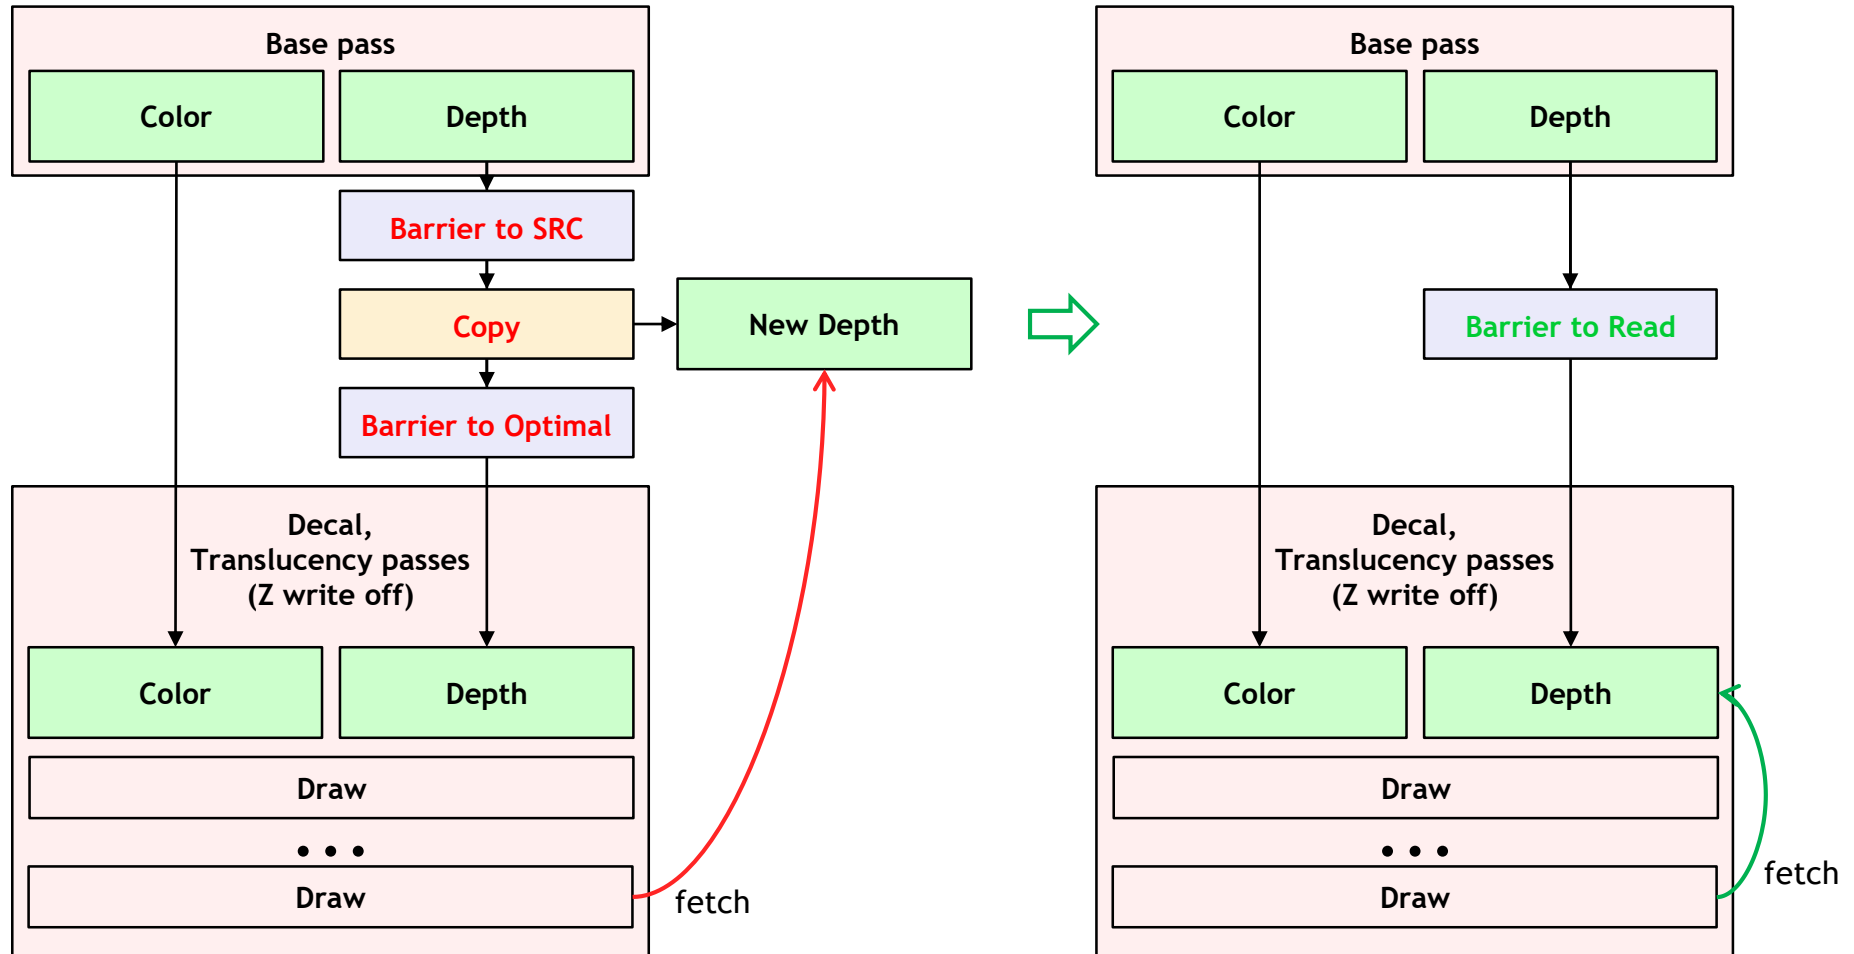 Base pass
Color
Depth
Barrier to SRC
Copy
New Depth
Barrier to Optimal
Decal,
Translucency passes
(Z write off)
Color
Depth
Draw
• • •
Draw
fetch
Base pass
Color
Depth
Barrier to Read
Decal,
Translucency passes
(Z write off)
Color
Depth
Draw
• • •
Draw
fetch